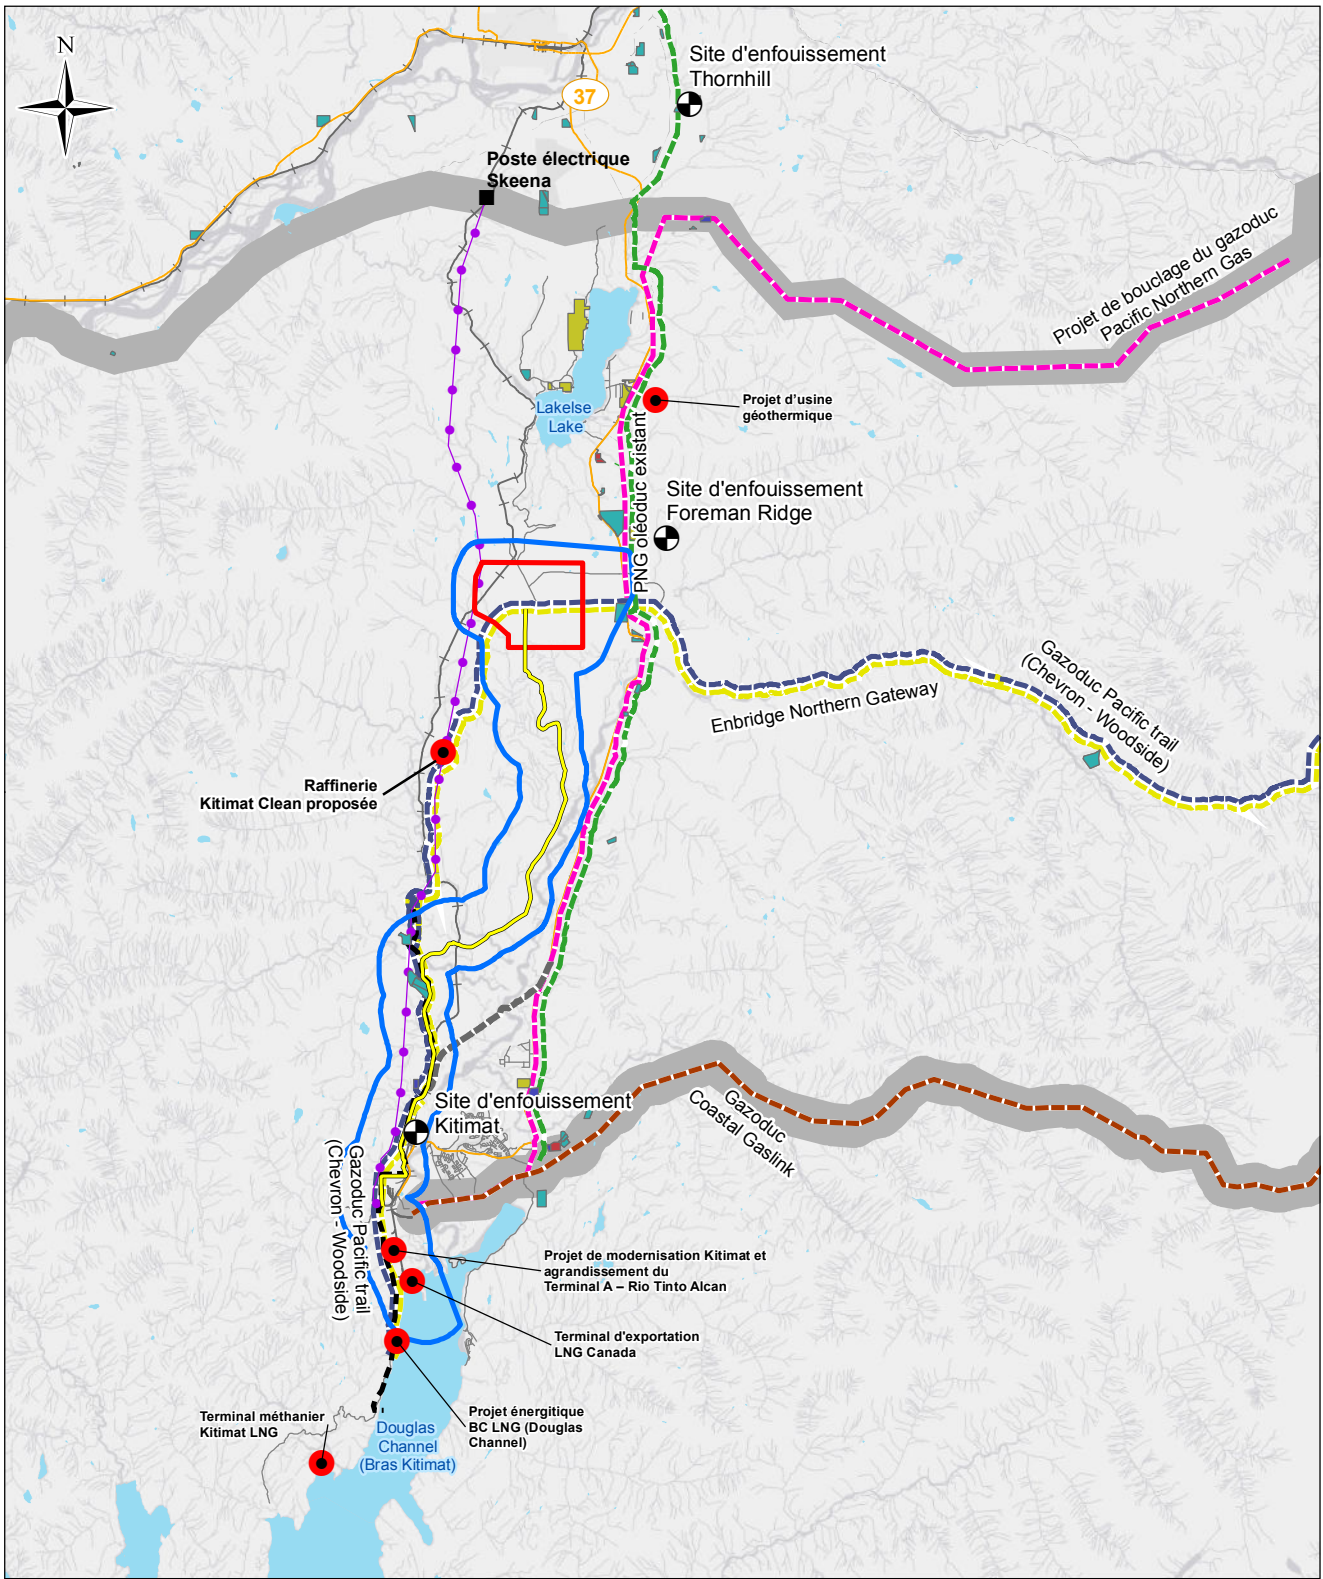 N
Site d'enfouissement
Thornhill
37
Poste électrique
Skeena
Projet de bouclage du gazoduc
Pacific Northern Gas
Projet d'usine
géothermique
Lakelse
Lake
PNG oléoduc existant
Site d'enfouissement
Foreman Ridge
Gazoduc Pacific trail
(Chevron - Woodside)
Enbridge Northern Gateway
Raffinerie
Kitimat Clean proposée
Site d'enfouissement
Kitimat
Gazoduc
Coastal Gaslink
Gazoduc Pacific trail
(Chevron - Woodside)
Projet de modernisation Kitimat et
agrandissement du
Terminal A – Rio Tinto Alcan
Terminal d'exportation
LNG Canada
Projet énergitique
BC LNG (Douglas
Channel)
Terminal méthanier
Kitimat LNG
Douglas
Channel
(Bras Kitimat)